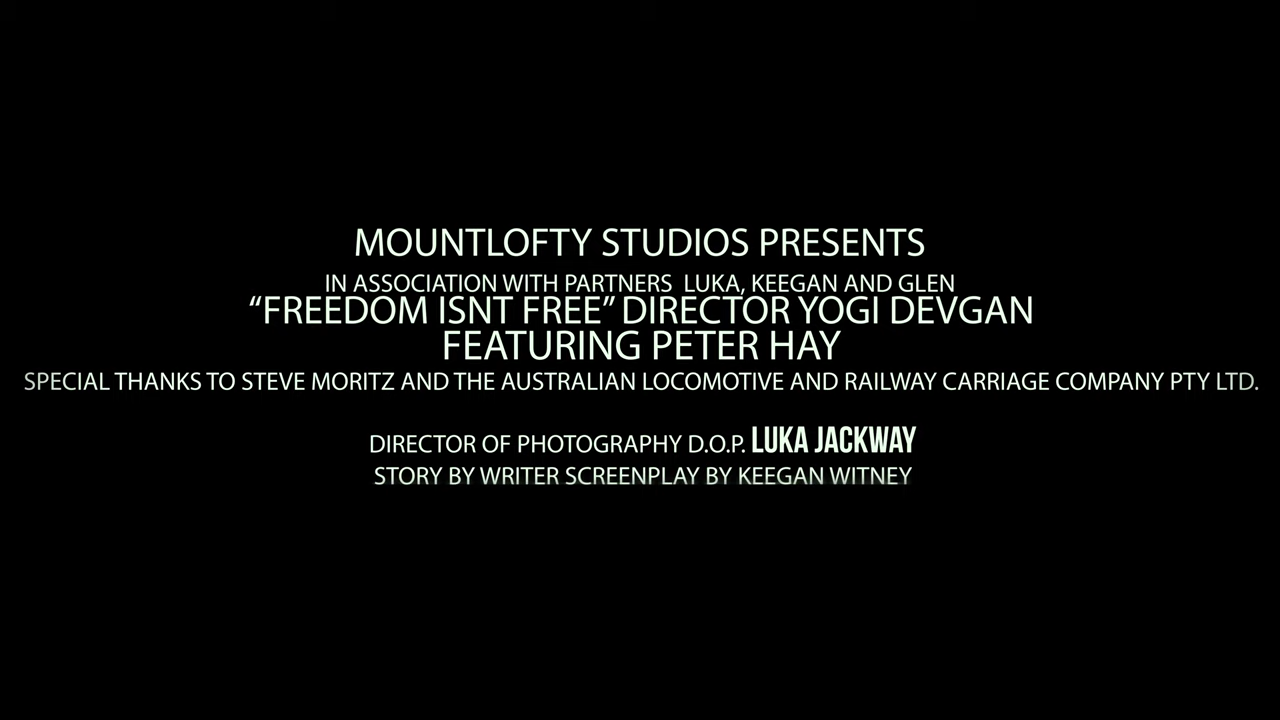 MOUNTLOFTY STUDIOS PRESENTS
IN ASSOCIATION WITH PARTNERS  LUKA, KEEGAN AND GLEN
“FREEDOM ISNT FREE” DIRECTOR YOGI DEVGAN
FEATURING PETER HAY
SPECIAL THANKS TO STEVE MORITZ AND THE AUSTRALIAN LOCOMOTIVE AND RAILWAY CARRIAGE COMPANY PTY LTD.
DIRECTOR OF PHOTOGRAPHY D.O.P. LUKA JACKWAY
STORY BY WRITER SCREENPLAY BY KEEGAN WITNEY